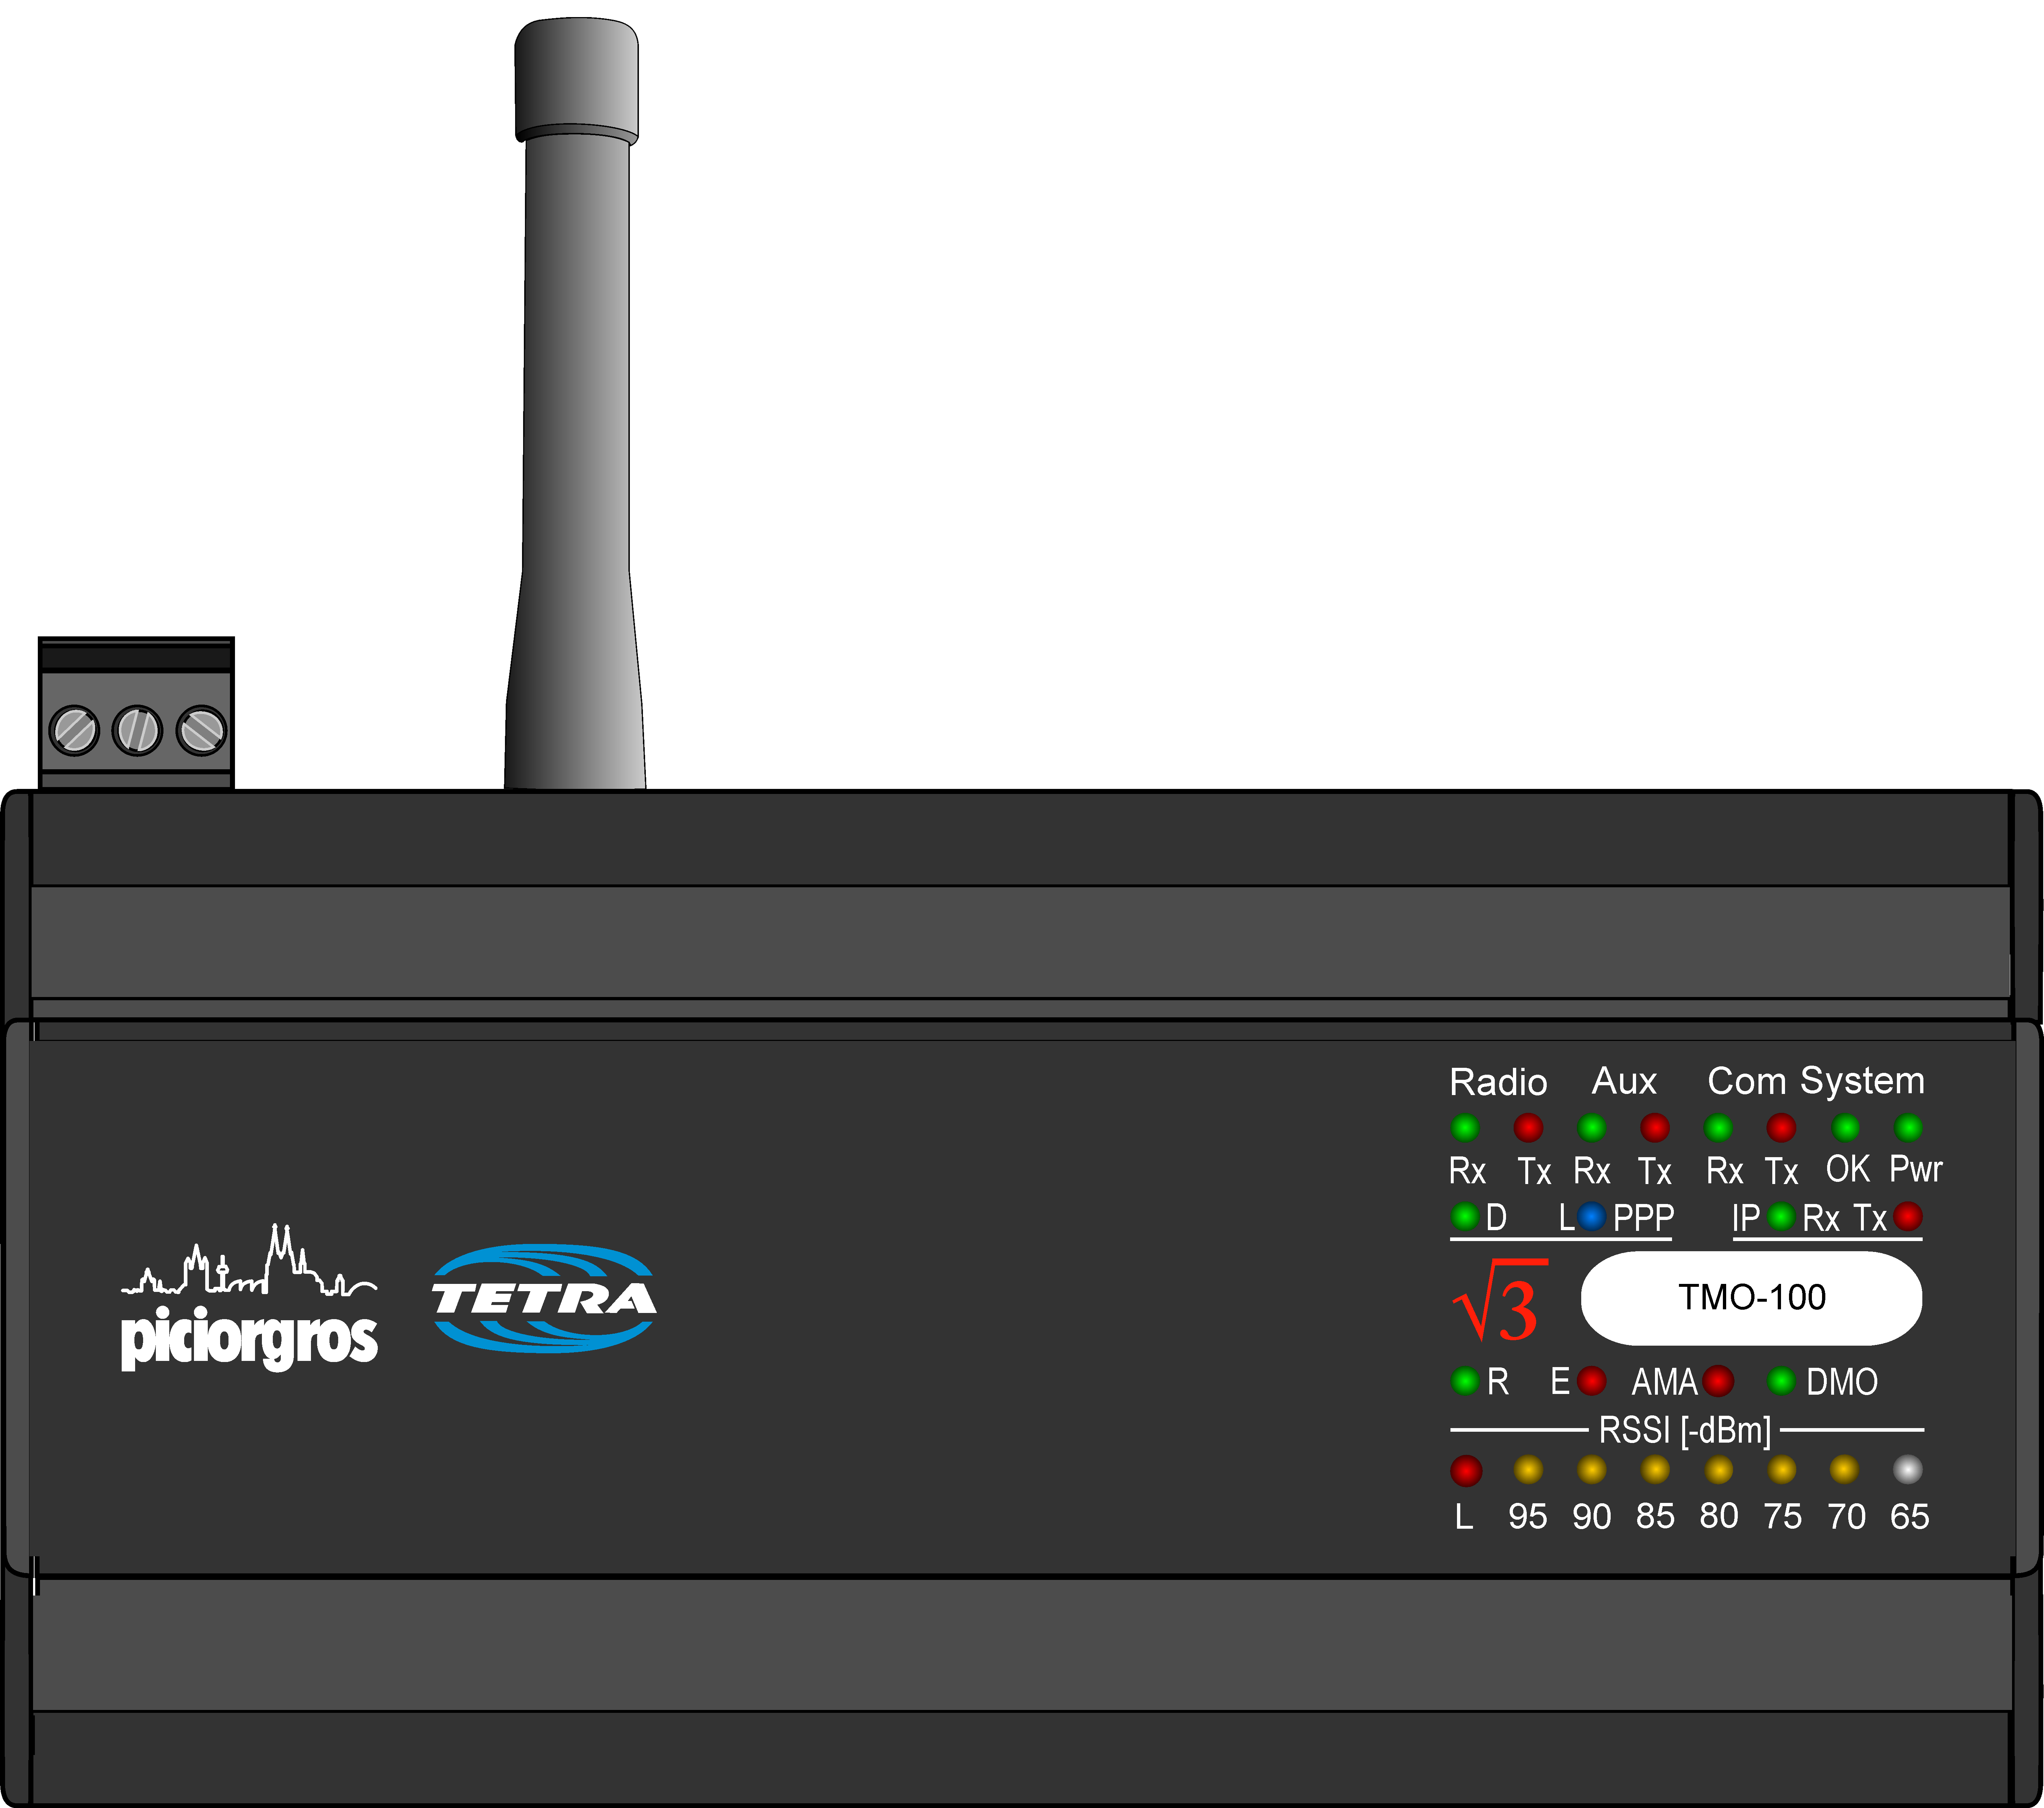 Radio Aux Com System
Rx Tx Rx Tx Rx Tx OK Pwr
D L PPP IP Rx Tx
piciorgros
TETRA
√3
TMO-100
R E AMA DMO
RSSI [-dBm]
L 95 90 85 80 75 70 65